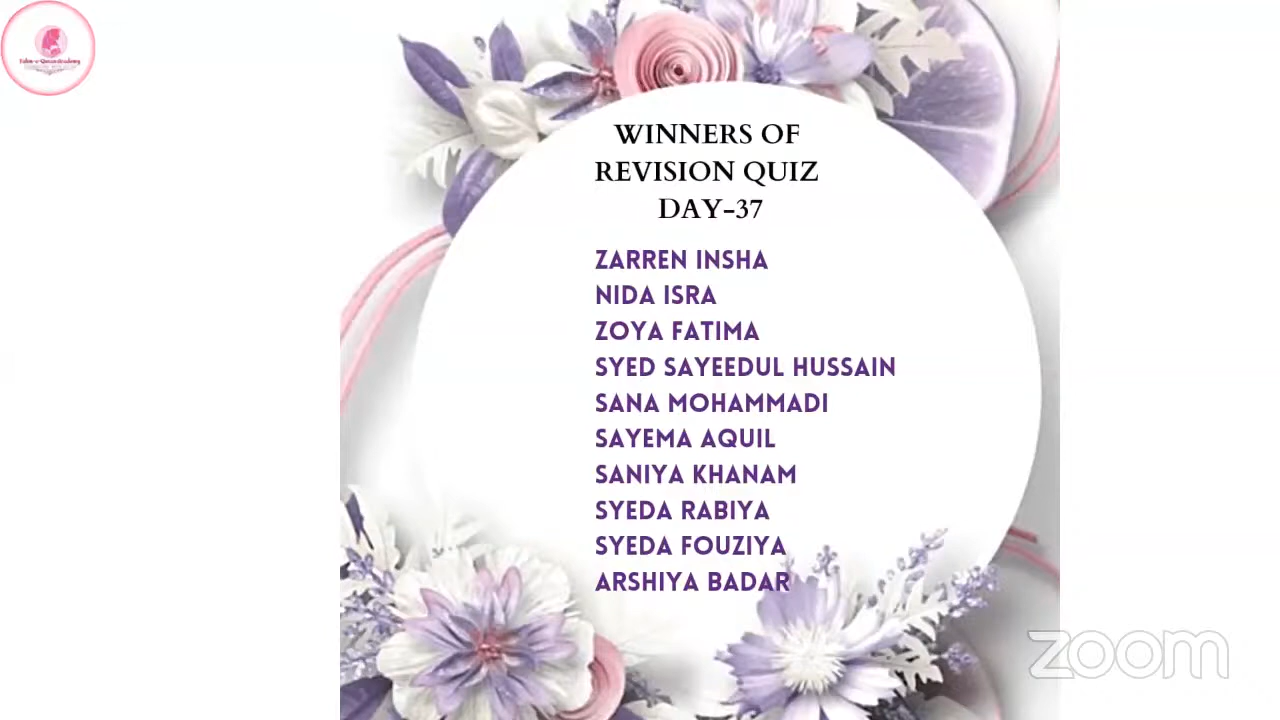 WINNERS OF
REVISION QUIZ
DAY-37
ZARREN INSHA
NIDA ISRA
ZOYA FATIMA
SYED SAYEEDUL HUSSAIN
SANA MOHAMMADI
SAYEMA AQUIL
SANIYA KHANAM
SYEDA RABIYA
SYEDA FOUZIYA
ARSHIYA BADAR
zoom